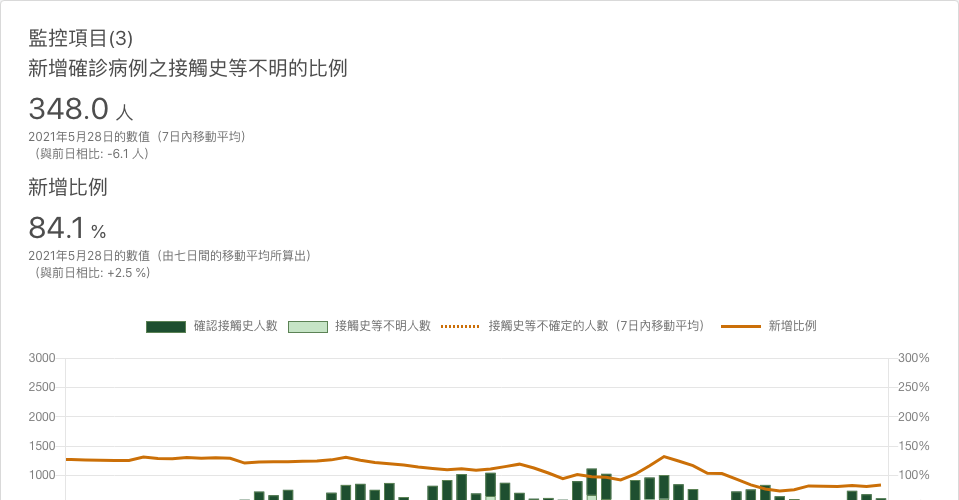 監控項目(3)
新增確診病例之接觸史等不明的比例
348.0 人
2021年5月28日的數值（7日內移動平均）
（與前日相比: -6.1 人）
新增比例
84.1 %
2021年5月28日的數值（由七日間的移動平均所算出）
（與前日相比: +2.5 %）
確認接觸史人數 接觸史等不明人數 接觸史等不確定的人數（7日內移動平均） 新增比例
3000 300%
2500 250%
2000 200%
1500 150%
1000 100%